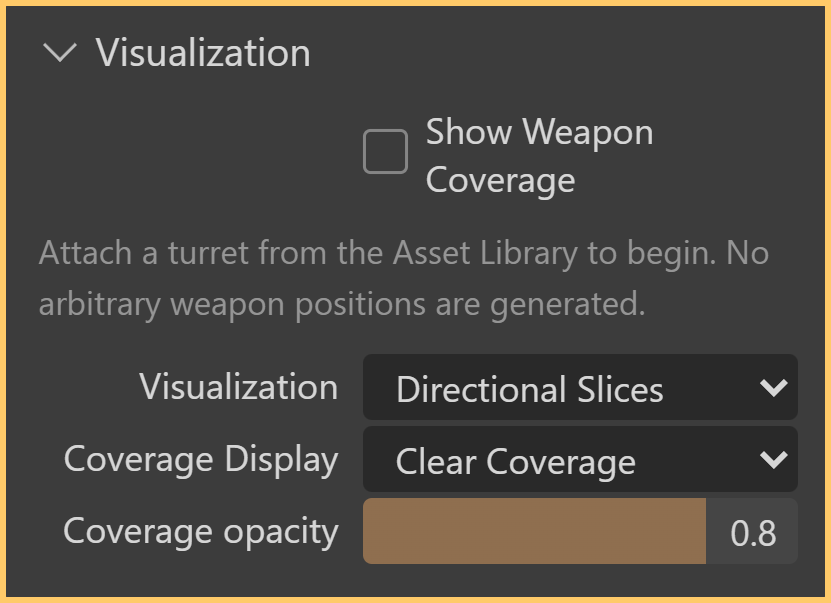 Visualization
Show Weapon
Coverage
Attach a turret from the Asset Library to begin. No
arbitrary weapon positions are generated.
Visualization Directional Slices
Coverage Display Clear Coverage
Coverage opacity 0.8